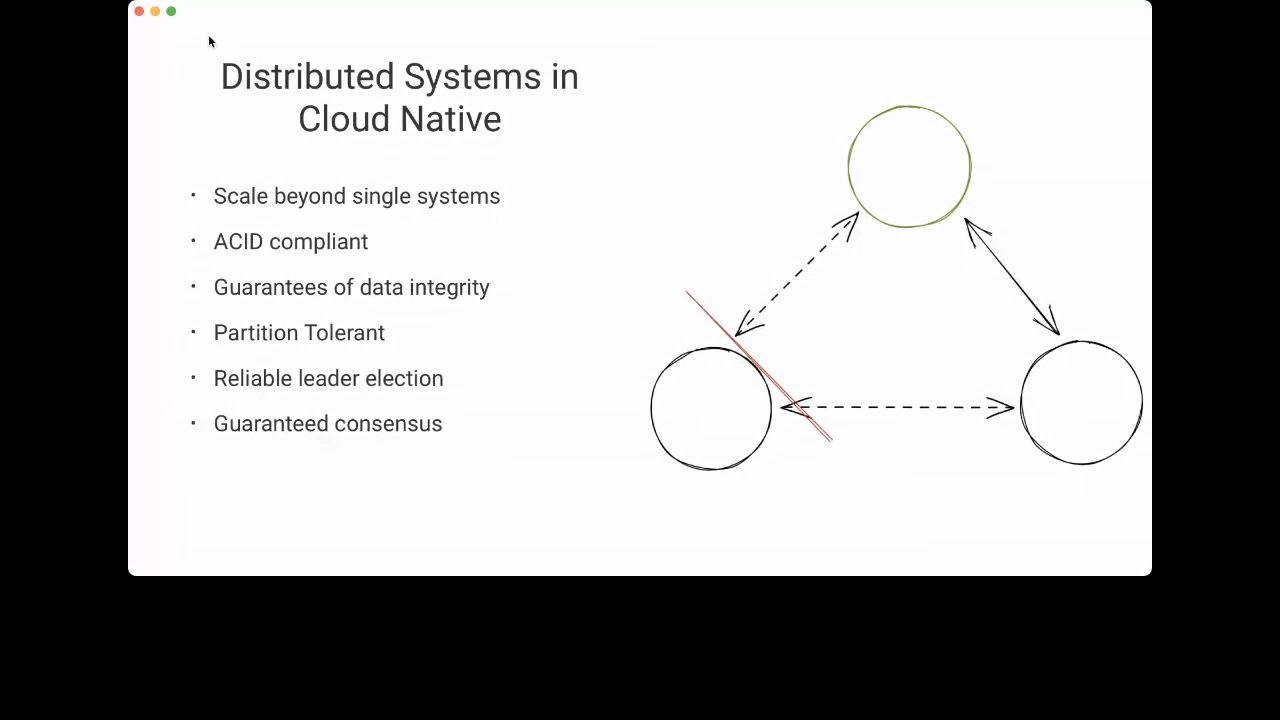 Distributed Systems in
Cloud Native
• Scale beyond single systems
• ACID compliant
• Guarantees of data integrity
• Partition Tolerant
• Reliable leader election
• Guaranteed consensus